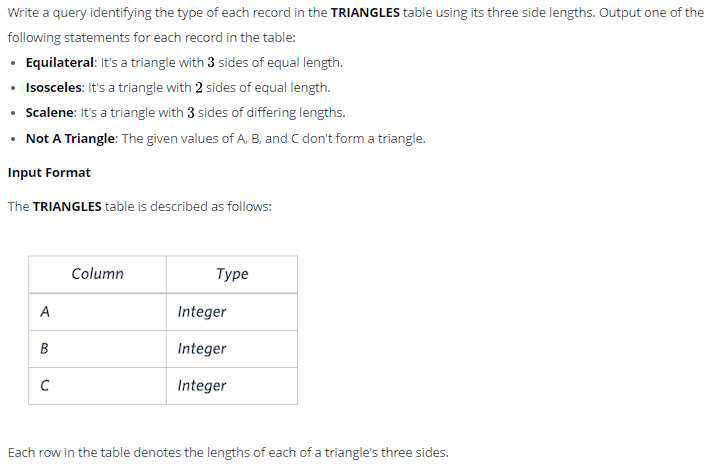 Write a query identifying the type of each record in the TRIANGLES table using its three side lengths. Output one of the
following statements for each record in the table:
• Equilateral: It's a triangle with 3 sides of equal length.
• Isosceles: It's a triangle with 2 sides of equal length.
• Scalene: It's a triangle with 3 sides of differing lengths.
• Not A Triangle: The given values of A, B, and C don't form a triangle.
Input Format
The TRIANGLES table is described as follows:
Column Type
A Integer
B Integer
C Integer
Each row in the table denotes the lengths of each of a triangle's three sides.